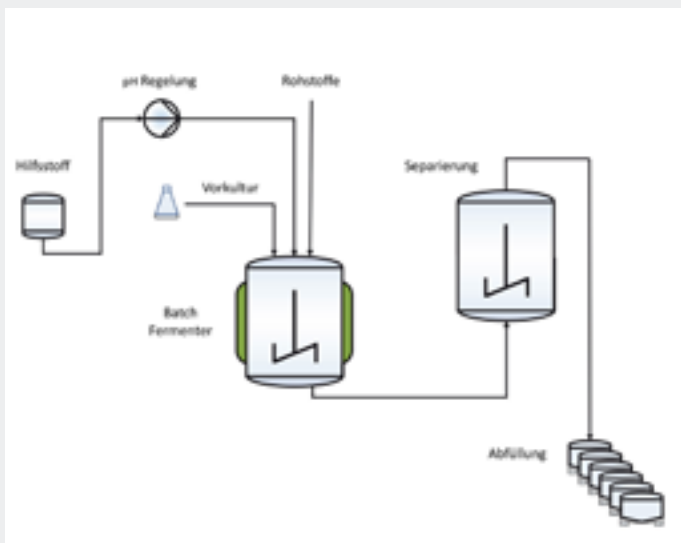 pH Regelung
Rohstoffe
Hilfsstoff
Vorkultur
Separierung
Batch
Fermenter
Abfüllung